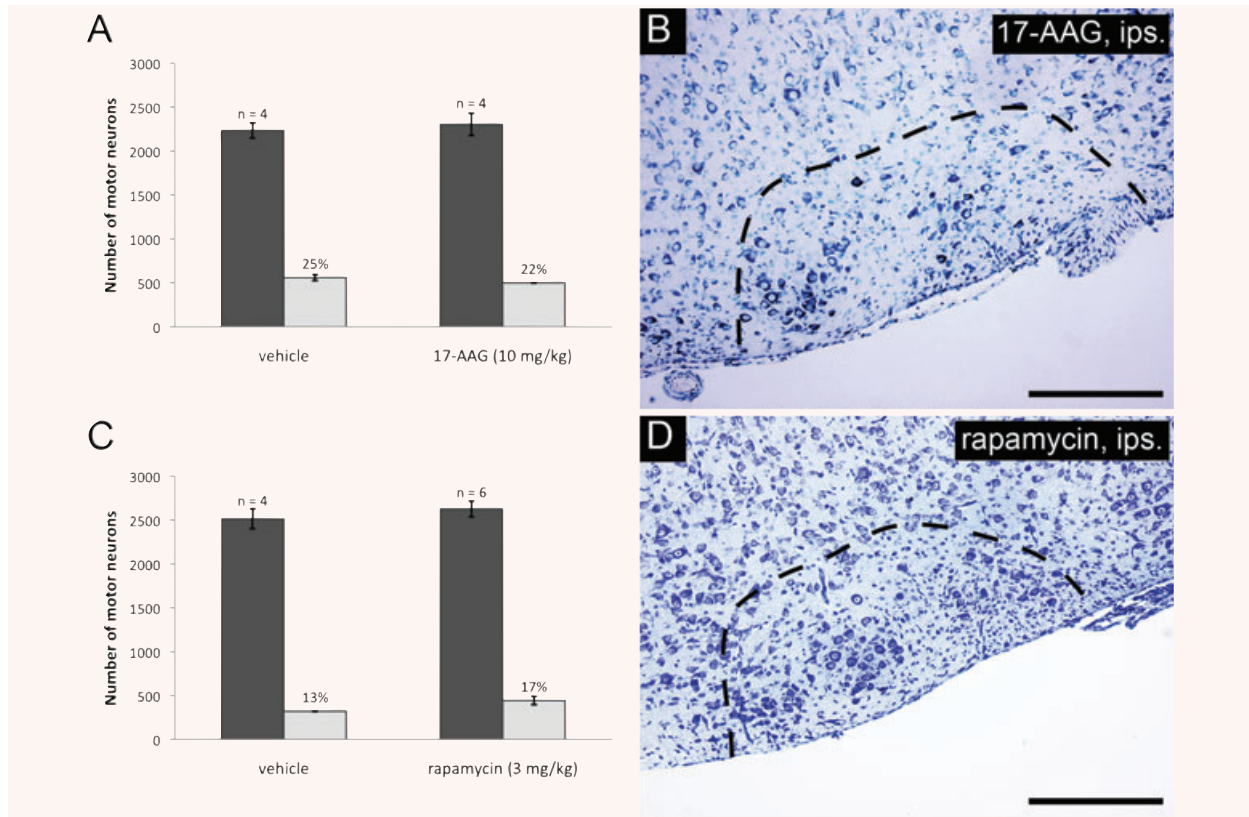 A
Number of motor neurons
3000
2500
2000
1500
1000
500
0
n = 4
25%
n = 4
22%
vehicle
17-AAG (10 mg/kg)
B
17-AAG, ips.
C
Number of motor neurons
3000
2500
2000
1500
1000
500
0
n = 4
13%
n = 6
17%
vehicle
rapamycin (3 mg/kg)
D
rapamycin, ips.